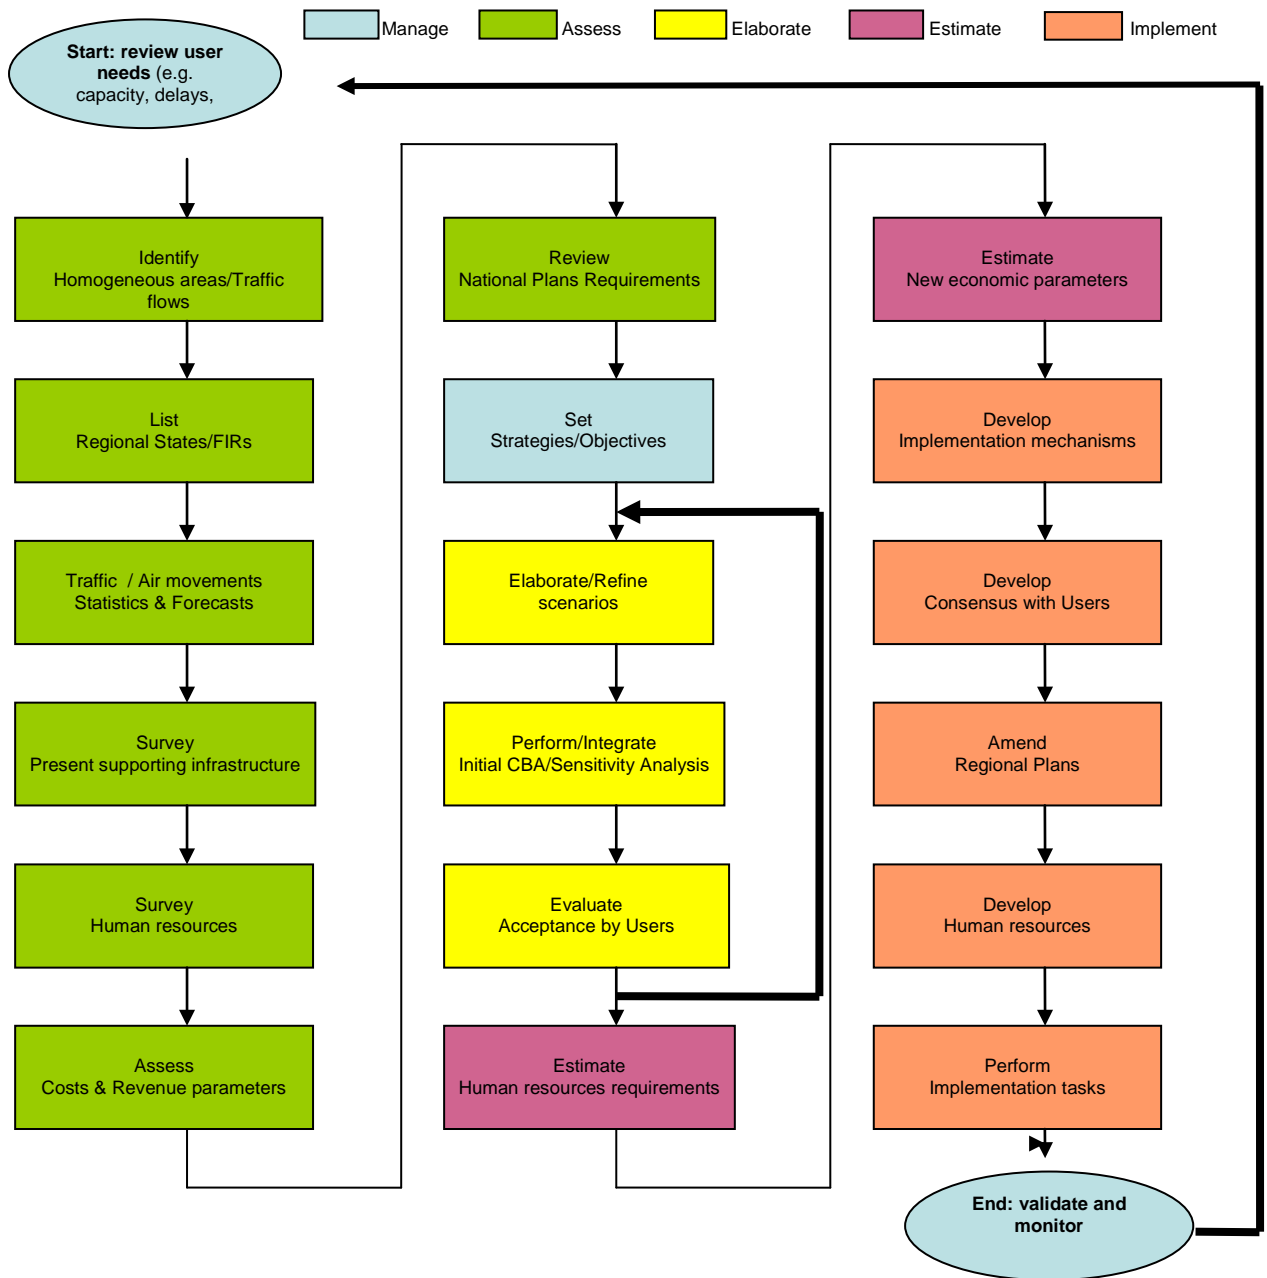 Manage
Assess
Elaborate
Estimate
Implement
Start: review user
needs (e.g.
capacity, delays,
Identify
Homogeneous areas/Traffic
flows
List
Regional States/FIRs
Traffic / Air movements
Statistics & Forecasts
Survey
Present supporting infrastructure
Survey
Human resources
Assess
Costs & Revenue parameters
Review
National Plans Requirements
Set
Strategies/Objectives
Elaborate/Refine
scenarios
Perform/Integrate
Initial CBA/Sensitivity Analysis
Evaluate
Acceptance by Users
Estimate
Human resources requirements
Estimate
New economic parameters
Develop
Implementation mechanisms
Develop
Consensus with Users
Amend
Regional Plans
Develop
Human resources
Perform
Implementation tasks
End: validate and
monitor